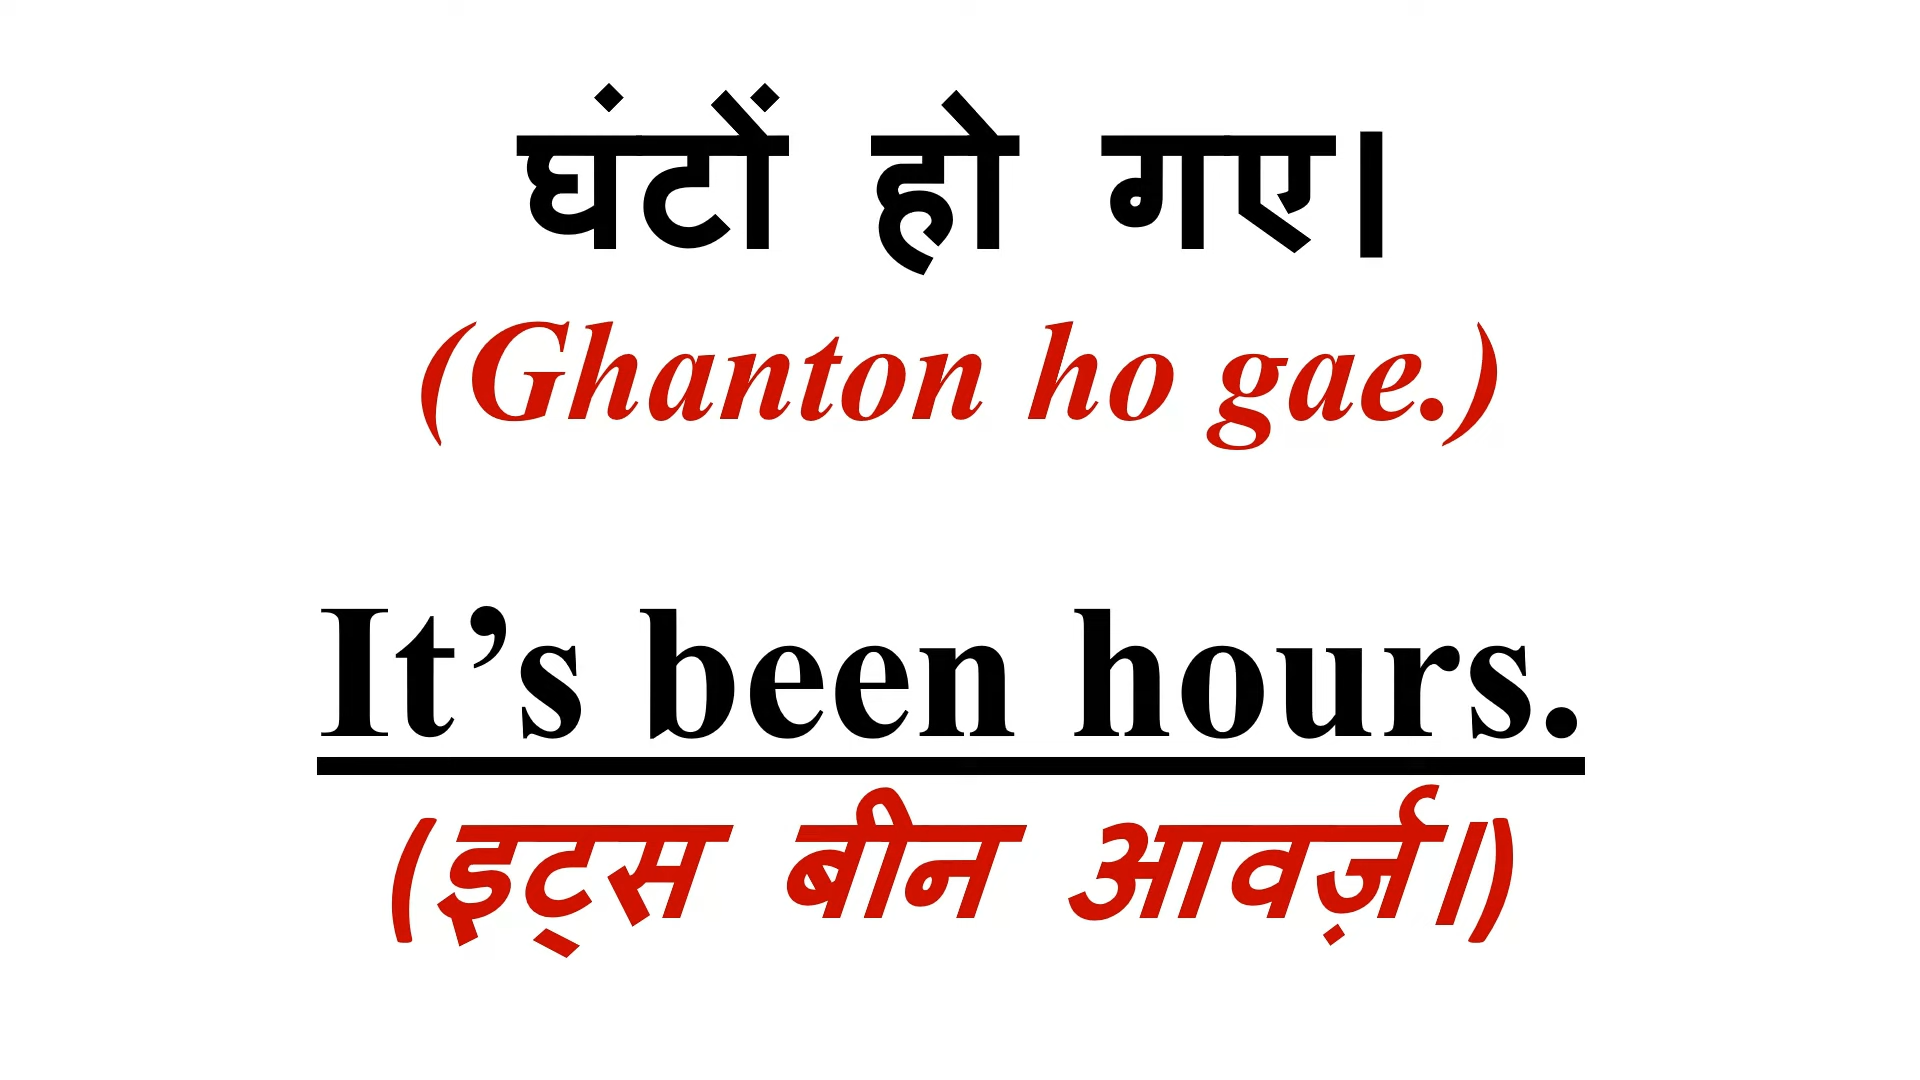 घंटों हो गए।
(Ghanton ho gae.)
It’s been hours.
(इट्स बीन आवर्ज़।)